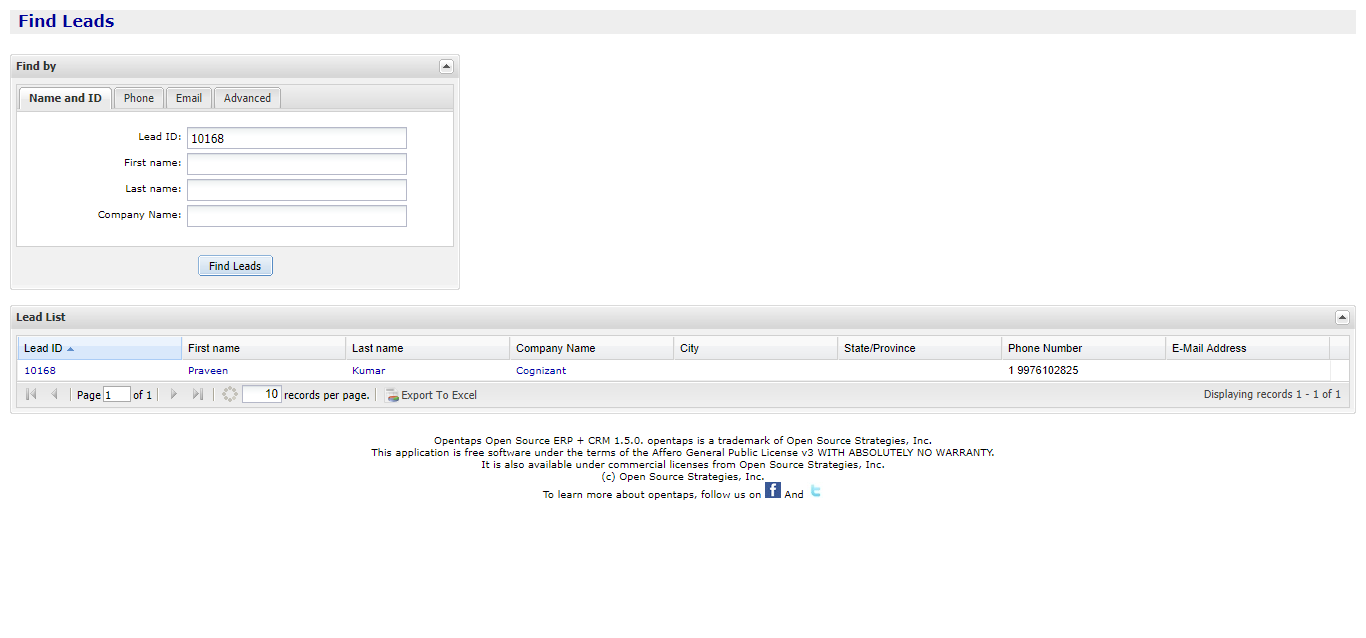 Find Leads
Find by
Name and ID Phone Email Advanced
Lead ID: 10168
First name:
Last name:
Company Name:
Find Leads
Lead List
Lead ID First name Last name Company Name City State/Province Phone Number E-Mail Address
10168 Praveen Kumar Cognizant 1 9976102825
Page 1 of 1 10 records per page. Export To Excel Displaying records 1 - 1 of 1
Opentaps Open Source ERP + CRM 1.5.0. opentaps is a trademark of Open Source Strategies, Inc.
This application is free software under the terms of the Affero General Public License v3 WITH ABSOLUTELY NO WARRANTY.
It is also available under commercial licenses from Open Source Strategies, Inc.
(c) Open Source Strategies, Inc.
To learn more about opentaps, follow us on f And t